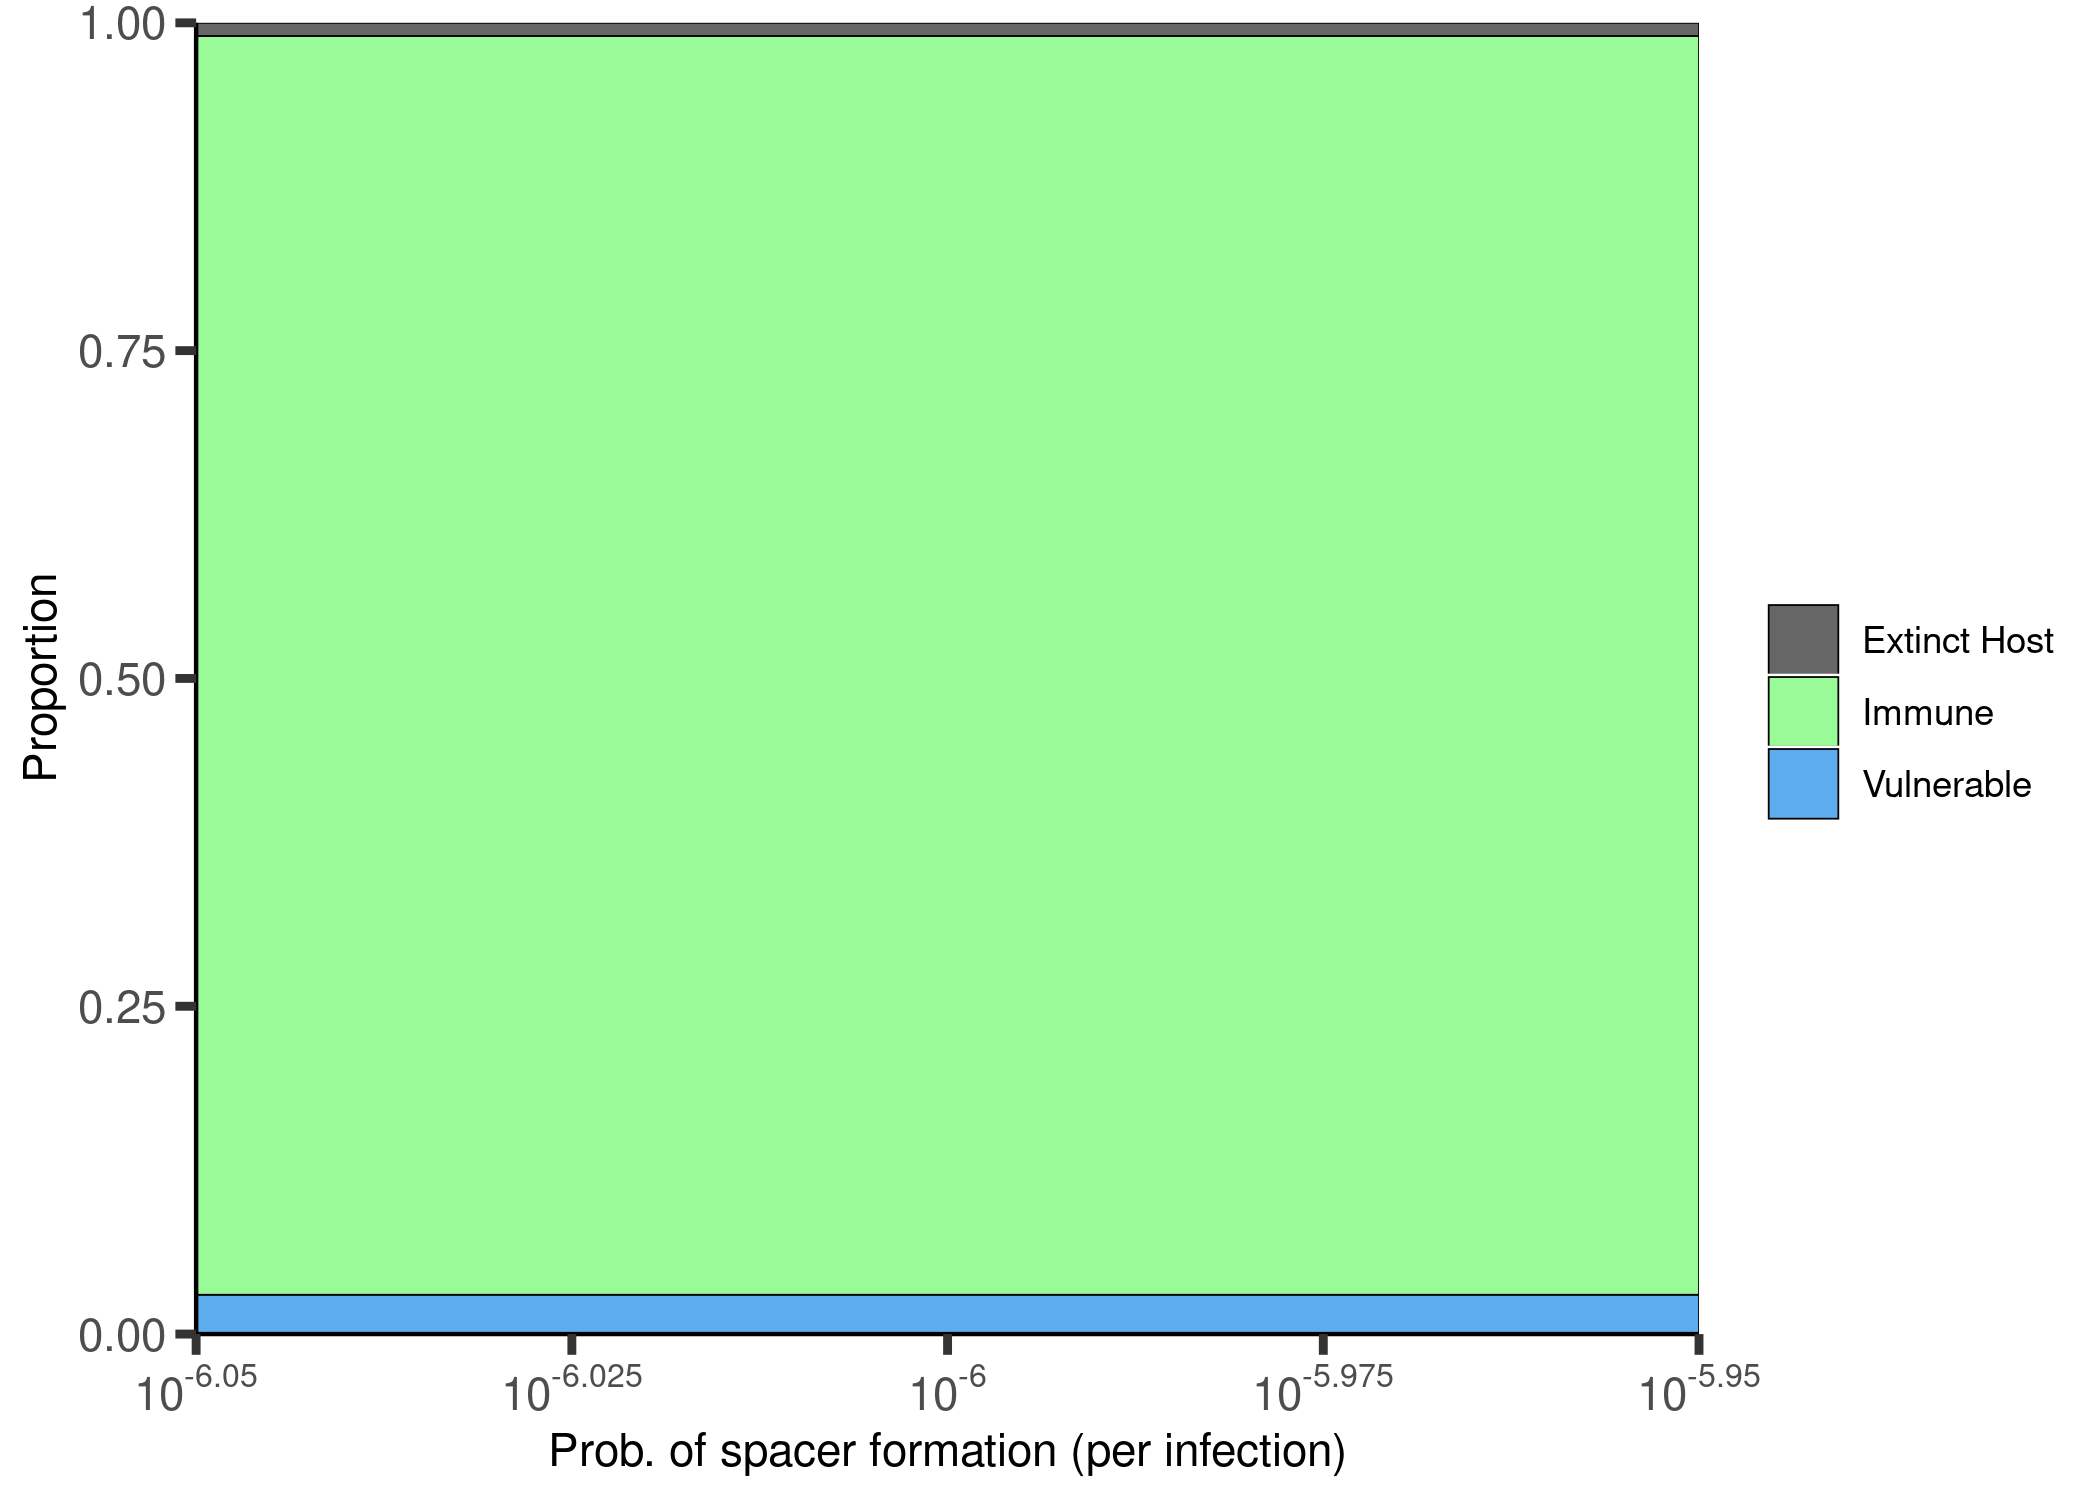 1.00
0.75
0.50
0.25
0.00
Proportion
10^-6.05 10^-6.025 10^-6 10^-5.975 10^-5.95
Prob. of spacer formation (per infection)
Extinct Host
Immune
Vulnerable